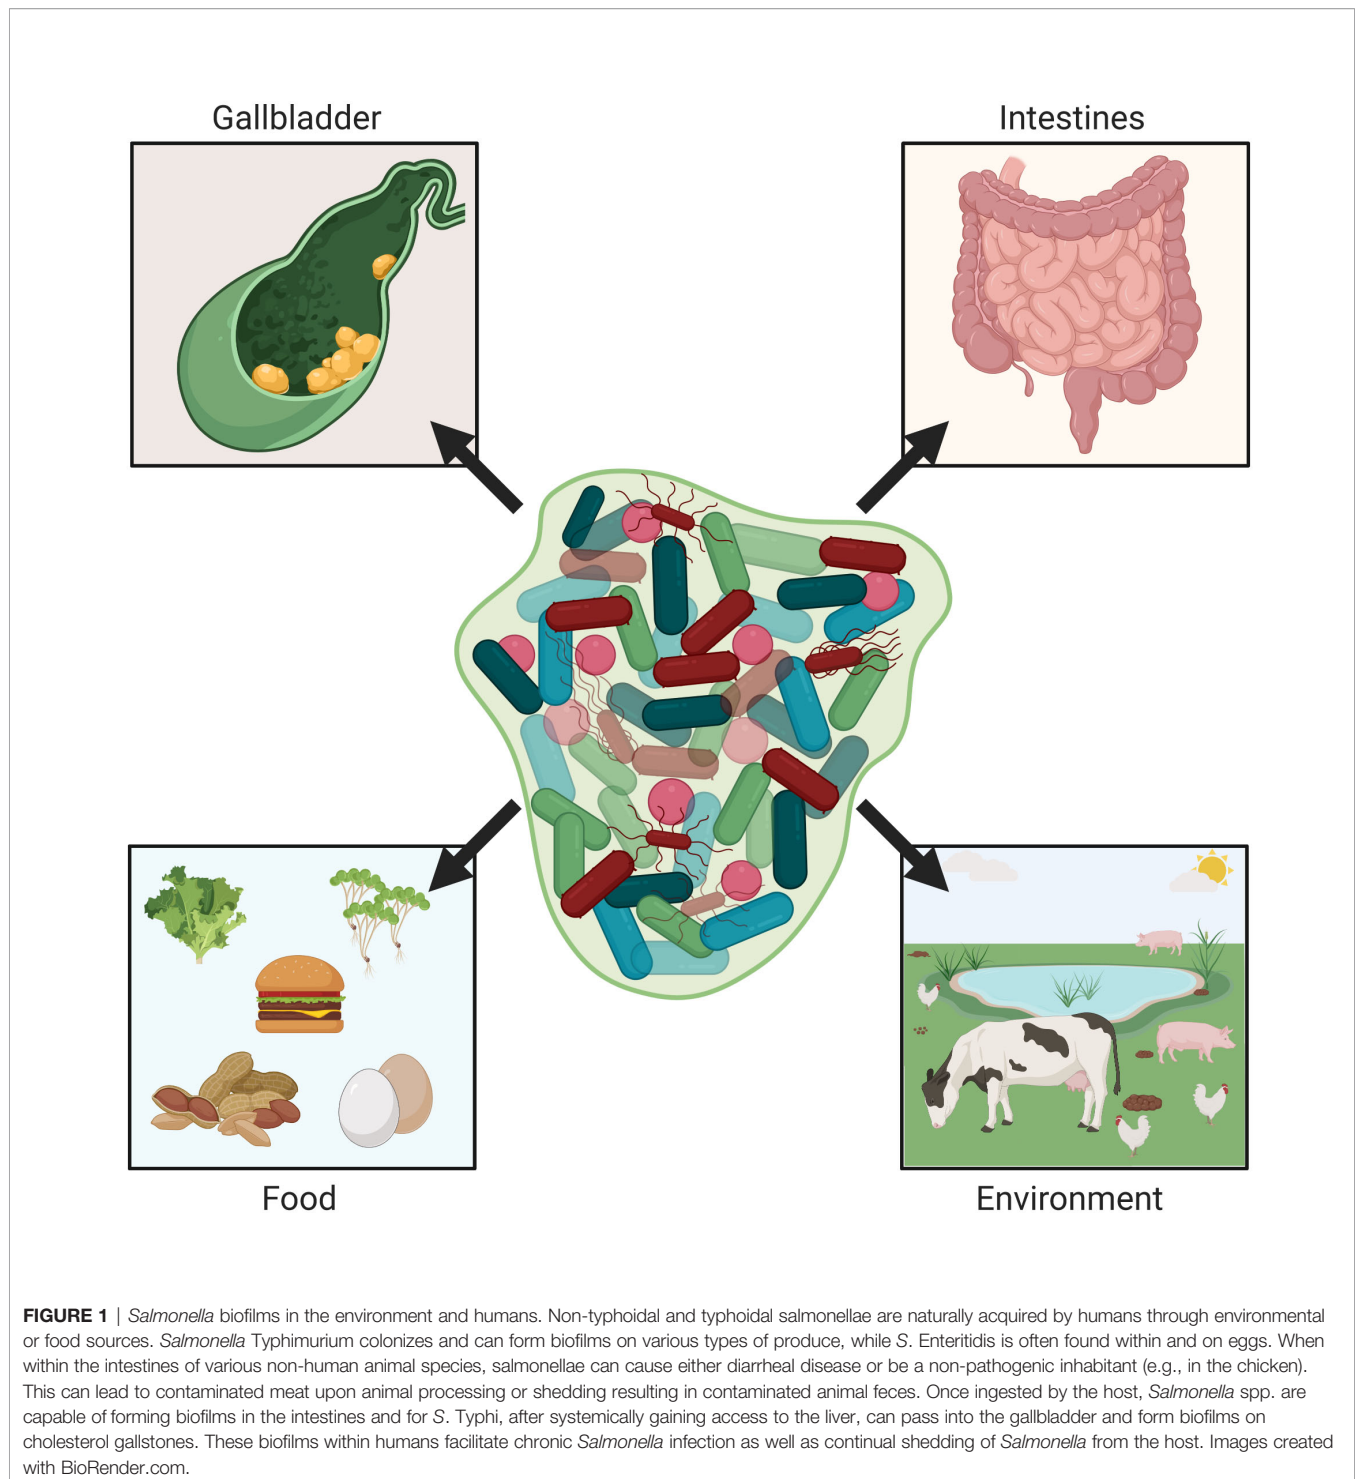 Gallbladder
Intestines
Food
Environment
FIGURE 1 | Salmonella biofilms in the environment and humans. Non-typhoidal and typhoidal salmonellae are naturally acquired by humans through environmental
or food sources. Salmonella Typhimurium colonizes and can form biofilms on various types of produce, while S. Enteritidis is often found within and on eggs. When
within the intestines of various non-human animal species, salmonellae can cause either diarrheal disease or be a non-pathogenic inhabitant (e.g., in the chicken).
This can lead to contaminated meat upon animal processing or shedding resulting in contaminated animal feces. Once ingested by the host, Salmonella spp. are
capable of forming biofilms in the intestines and for S. Typhi, after systemically gaining access to the liver, can pass into the gallbladder and form biofilms on
cholesterol gallstones. These biofilms within humans facilitate chronic Salmonella infection as well as continual shedding of Salmonella from the host. Images created
with BioRender.com.